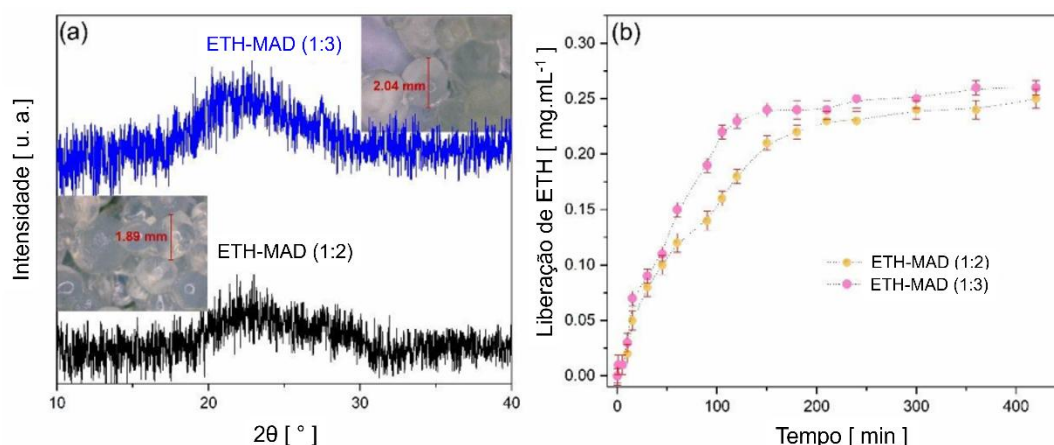 (a)
ETH-MAD (1:3)
2.04 mm
Intensidade [ u. a. ]
1.89 mm
ETH-MAD (1:2)
10 20 30 40
2θ [ ° ]
(b)
Liberação de ETH [ mg.mL⁻¹ ]
0.30
0.25
0.20
0.15
0.10
0.05
0.00
ETH-MAD (1:2)
ETH-MAD (1:3)
0 100 200 300 400
Tempo [ min ]